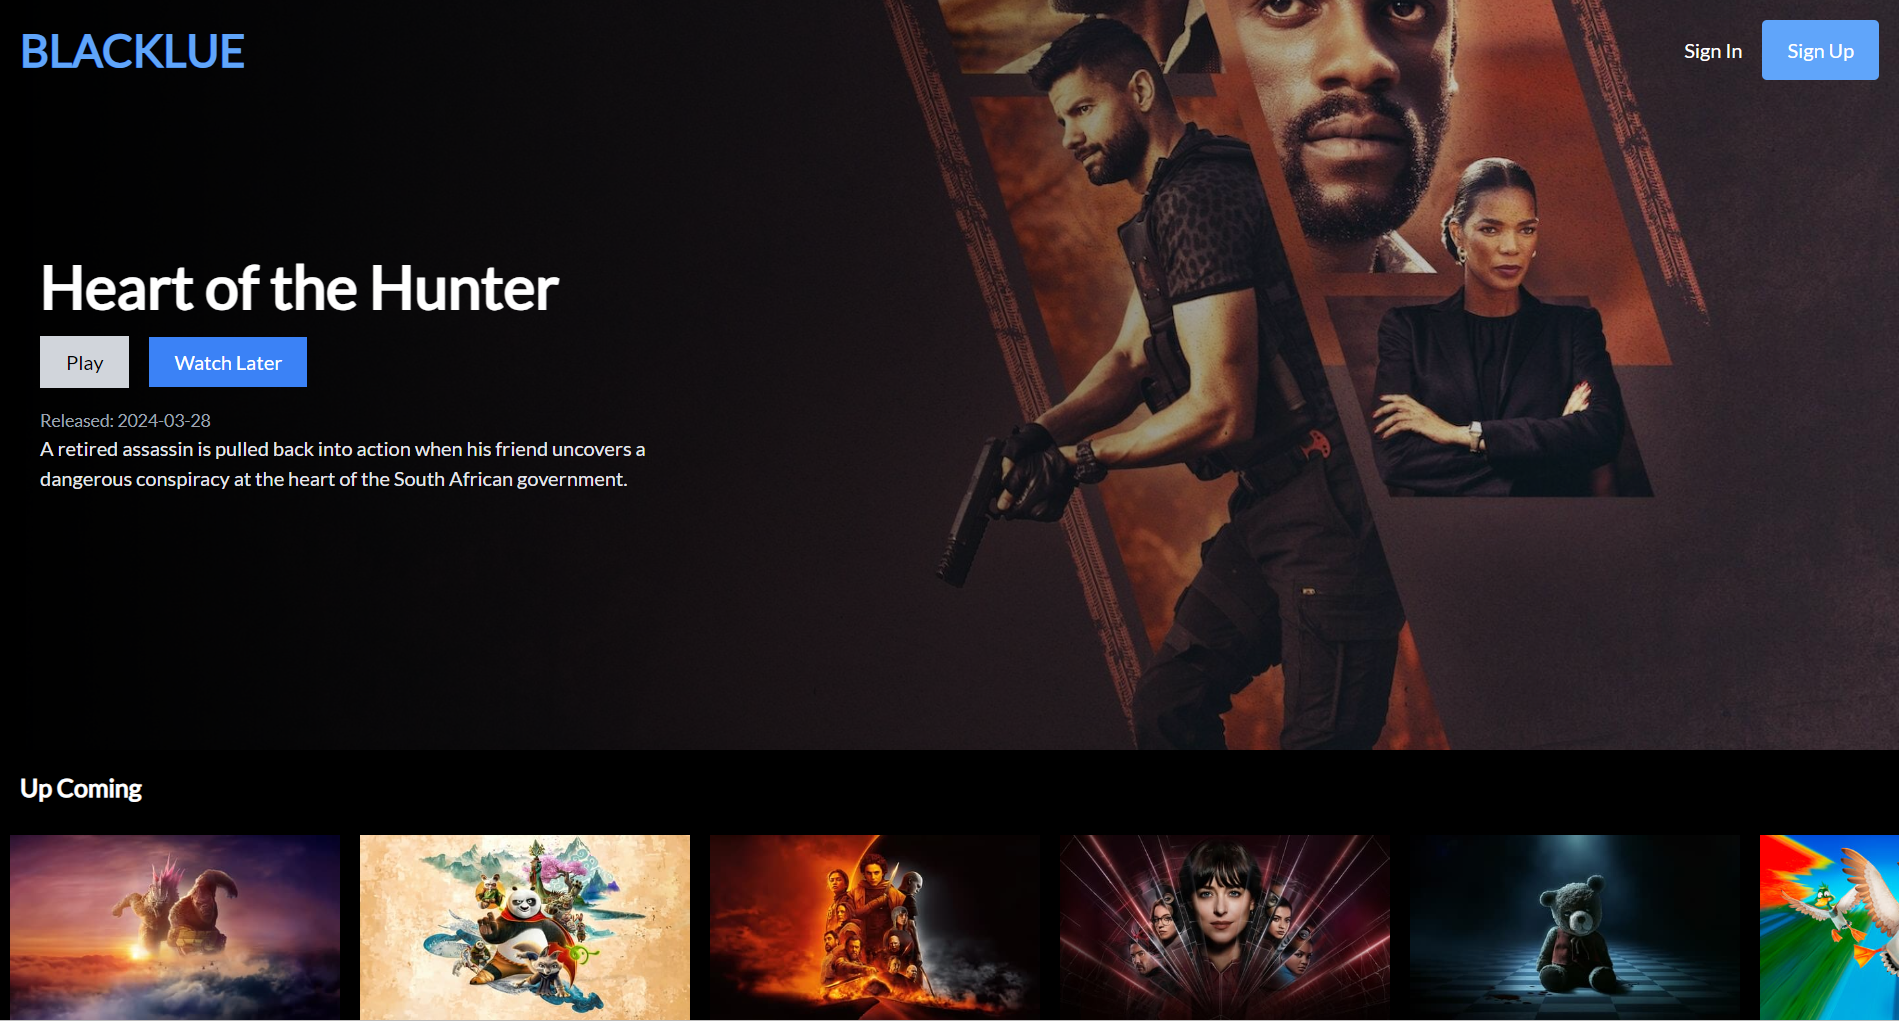 BLACKLUE
Sign In
Sign Up
Heart of the Hunter
Play
Watch Later
Released: 2024-03-28
A retired assassin is pulled back into action when his friend uncovers a
dangerous conspiracy at the heart of the South African government.
Up Coming